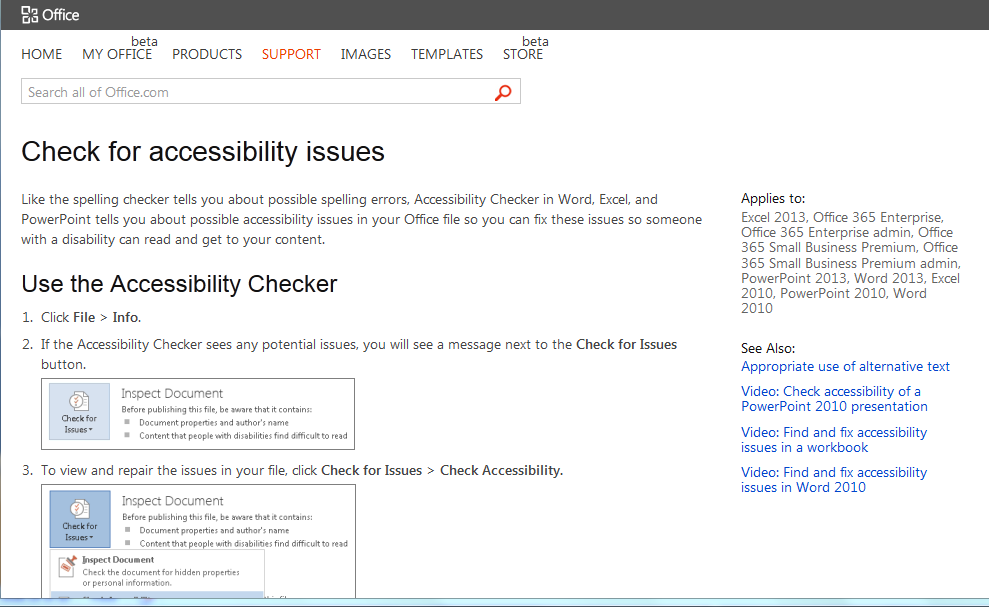 Office
HOME MY OFFICE beta PRODUCTS SUPPORT IMAGES TEMPLATES STORE beta
Search all of Office.com
Check for accessibility issues
Like the spelling checker tells you about possible spelling errors, Accessibility Checker in Word, Excel, and
PowerPoint tells you about possible accessibility issues in your Office file so you can fix these issues so someone
with a disability can read and get to your content.
Use the Accessibility Checker
1. Click File > Info.
2. If the Accessibility Checker sees any potential issues, you will see a message next to the Check for Issues
button.
Check for
Issues
Inspect Document
Before publishing this file, be aware that it contains:
Document properties and author's name
Content that people with disabilities find difficult to read
3. To view and repair the issues in your file, click Check for Issues > Check Accessibility.
Check for
Issues
Inspect Document
Before publishing this file, be aware that it contains:
Document properties and author's name
Content that people with disabilities find difficult to read
Inspect Document
Check the document for hidden properties
or personal information.
Applies to:
Excel 2013, Office 365 Enterprise,
Office 365 Enterprise admin, Office
365 Small Business Premium, Office
365 Small Business Premium admin,
PowerPoint 2013, Word 2013, Excel
2010, PowerPoint 2010, Word
2010
See Also:
Appropriate use of alternative text
Video: Check accessibility of a
PowerPoint 2010 presentation
Video: Find and fix accessibility
issues in a workbook
Video: Find and fix accessibility
issues in Word 2010